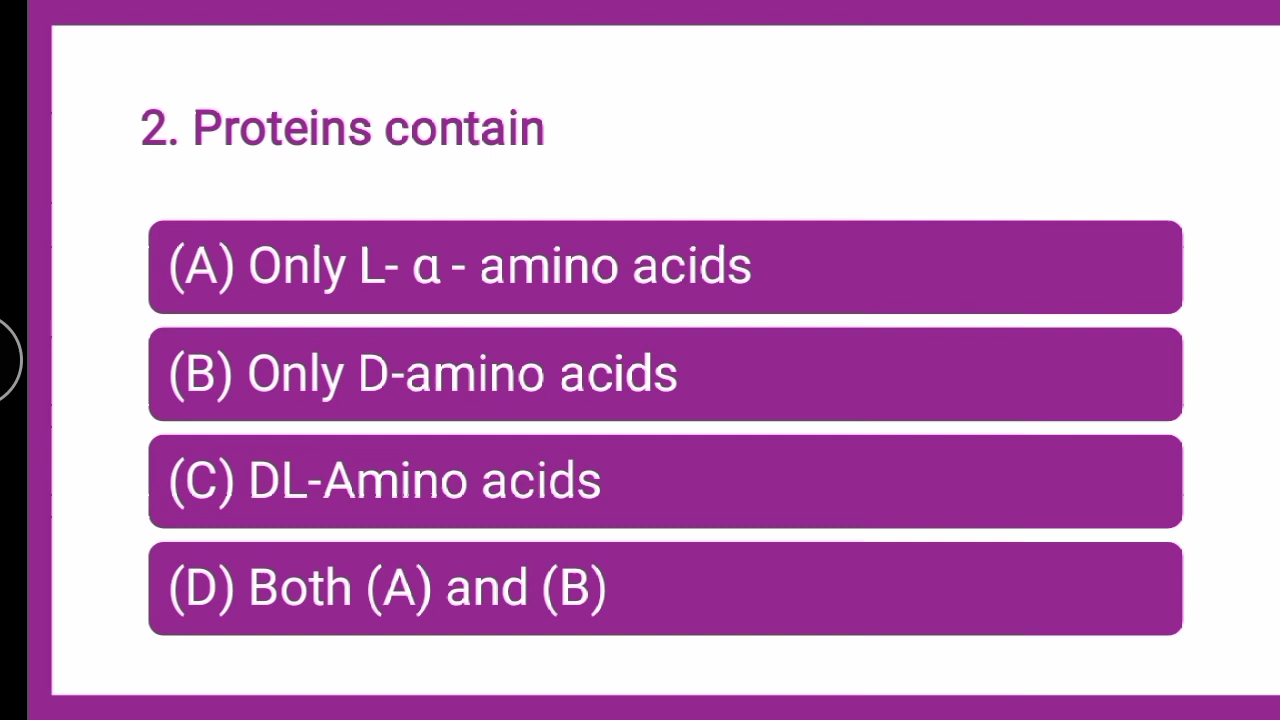 2. Proteins contain
(A) Only L- α - amino acids
(B) Only D-amino acids
(C) DL-Amino acids
(D) Both (A) and (B)